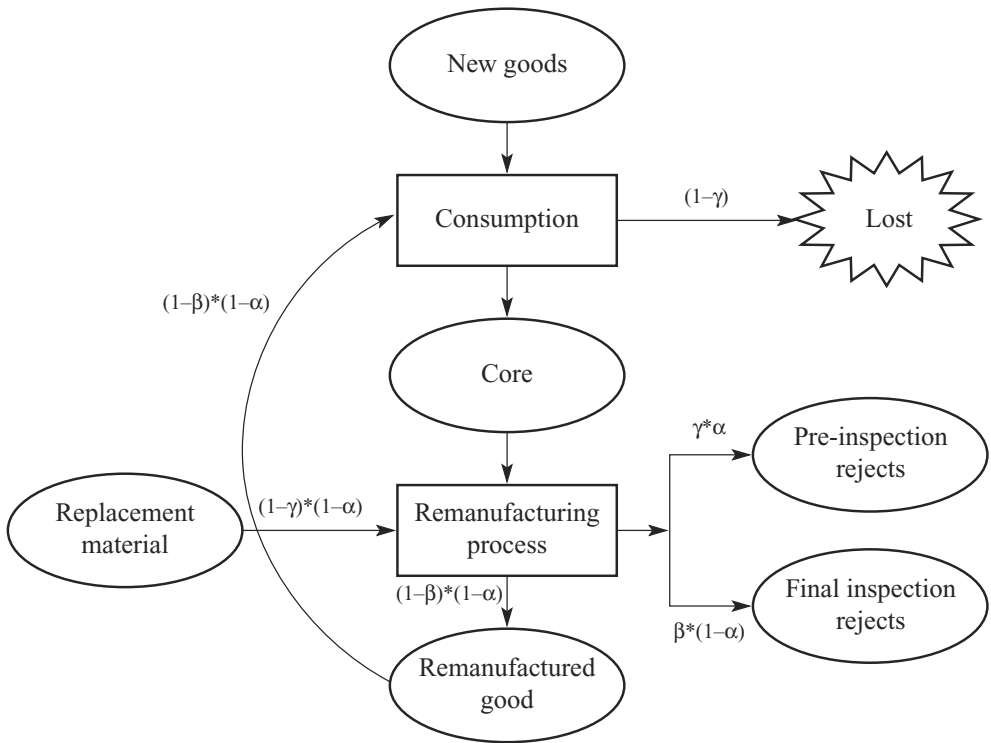 New goods
Consumption
(1–γ)
Lost
(1–β)*(1–α)
Core
γ*α
Pre-inspection
rejects
Replacement
material
(1–γ)*(1–α)
Remanufacturing
process
(1–β)*(1–α)
β*(1–α)
Final inspection
rejects
Remanufactured
good